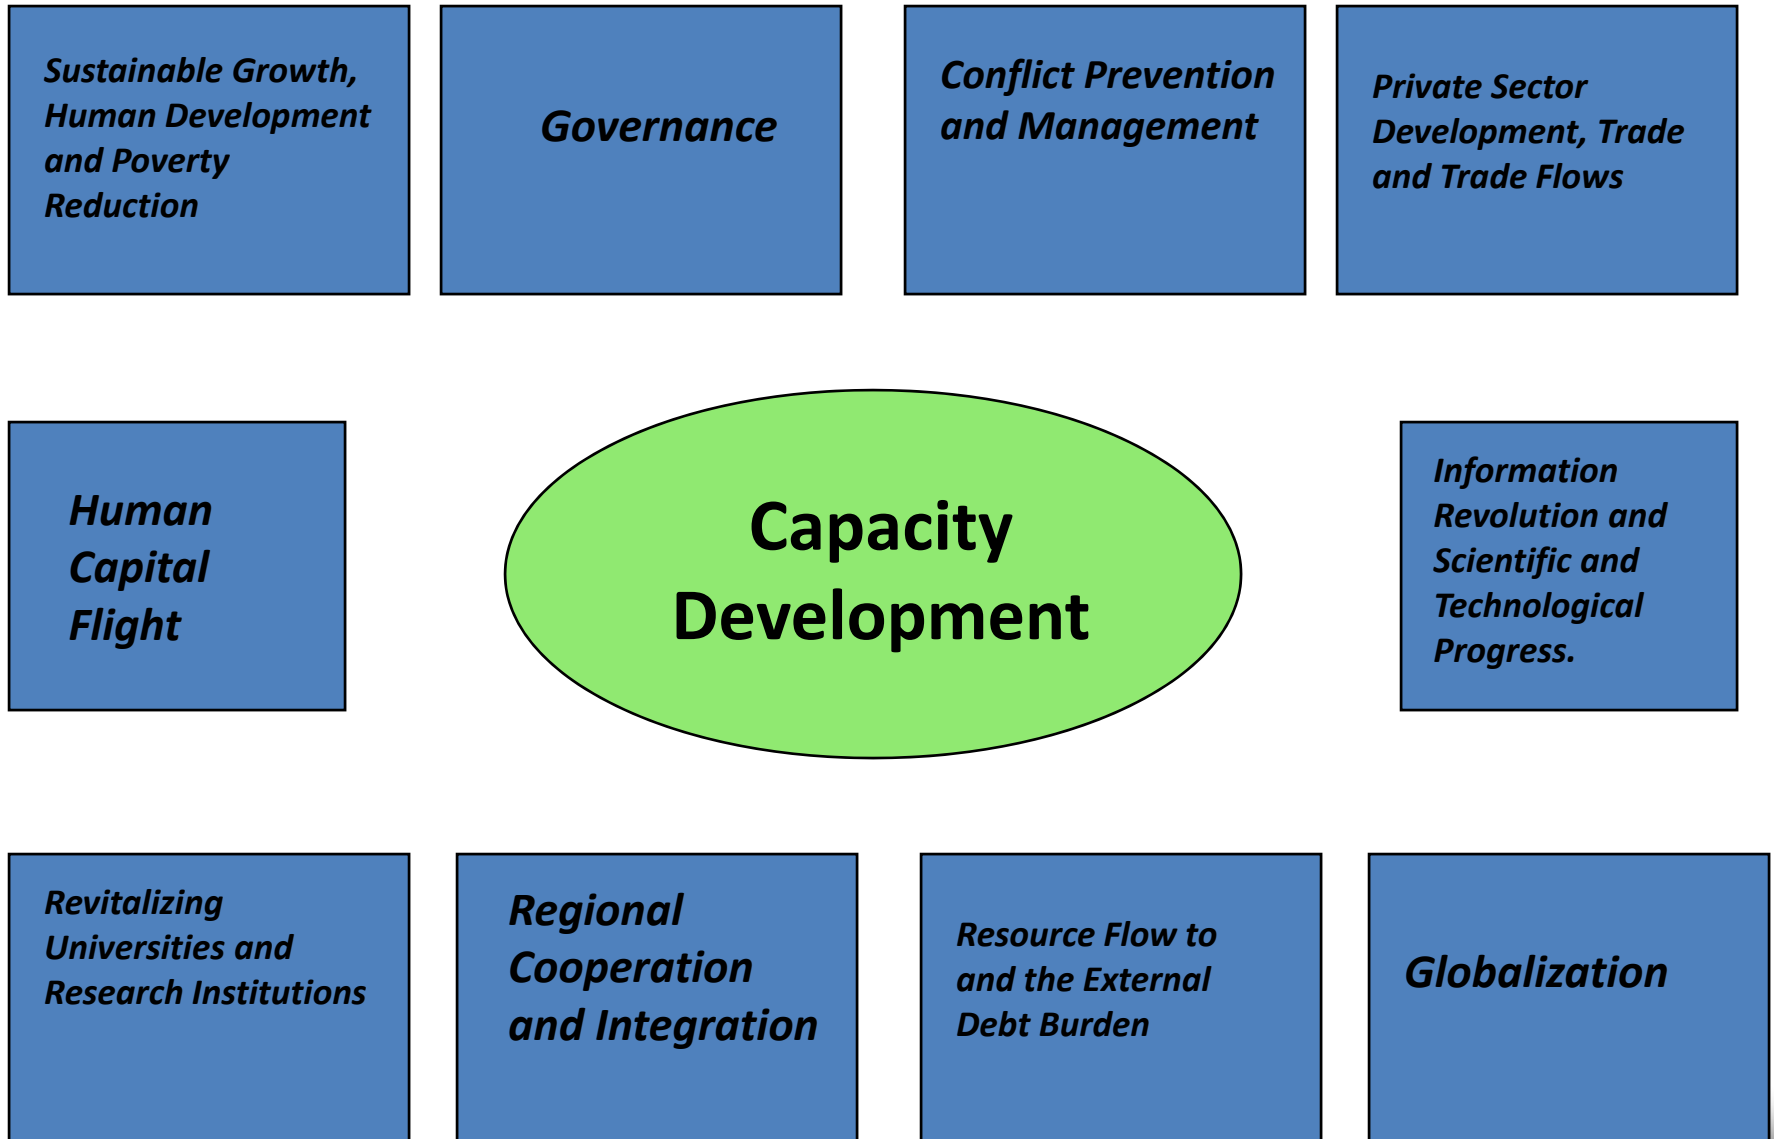 Sustainable Growth,
Human Development
and Poverty
Reduction
Governance
Conflict Prevention
and Management
Private Sector
Development, Trade
and Trade Flows
Human
Capital
Flight
Capacity
Development
Information
Revolution and
Scientific and
Technological
Progress.
Revitalizing
Universities and
Research Institutions
Regional
Cooperation
and Integration
Resource Flow to
and the External
Debt Burden
Globalization